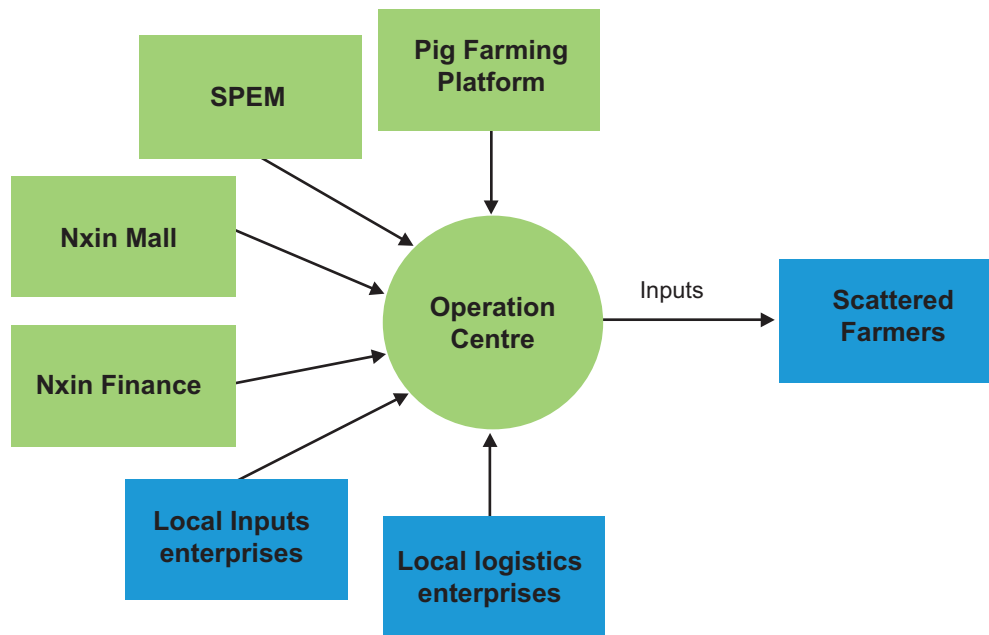 Pig Farming
Platform
SPEM
Nxin Mall
Operation
Centre
Inputs
Scattered
Farmers
Nxin Finance
Local Inputs
enterprises
Local logistics
enterprises